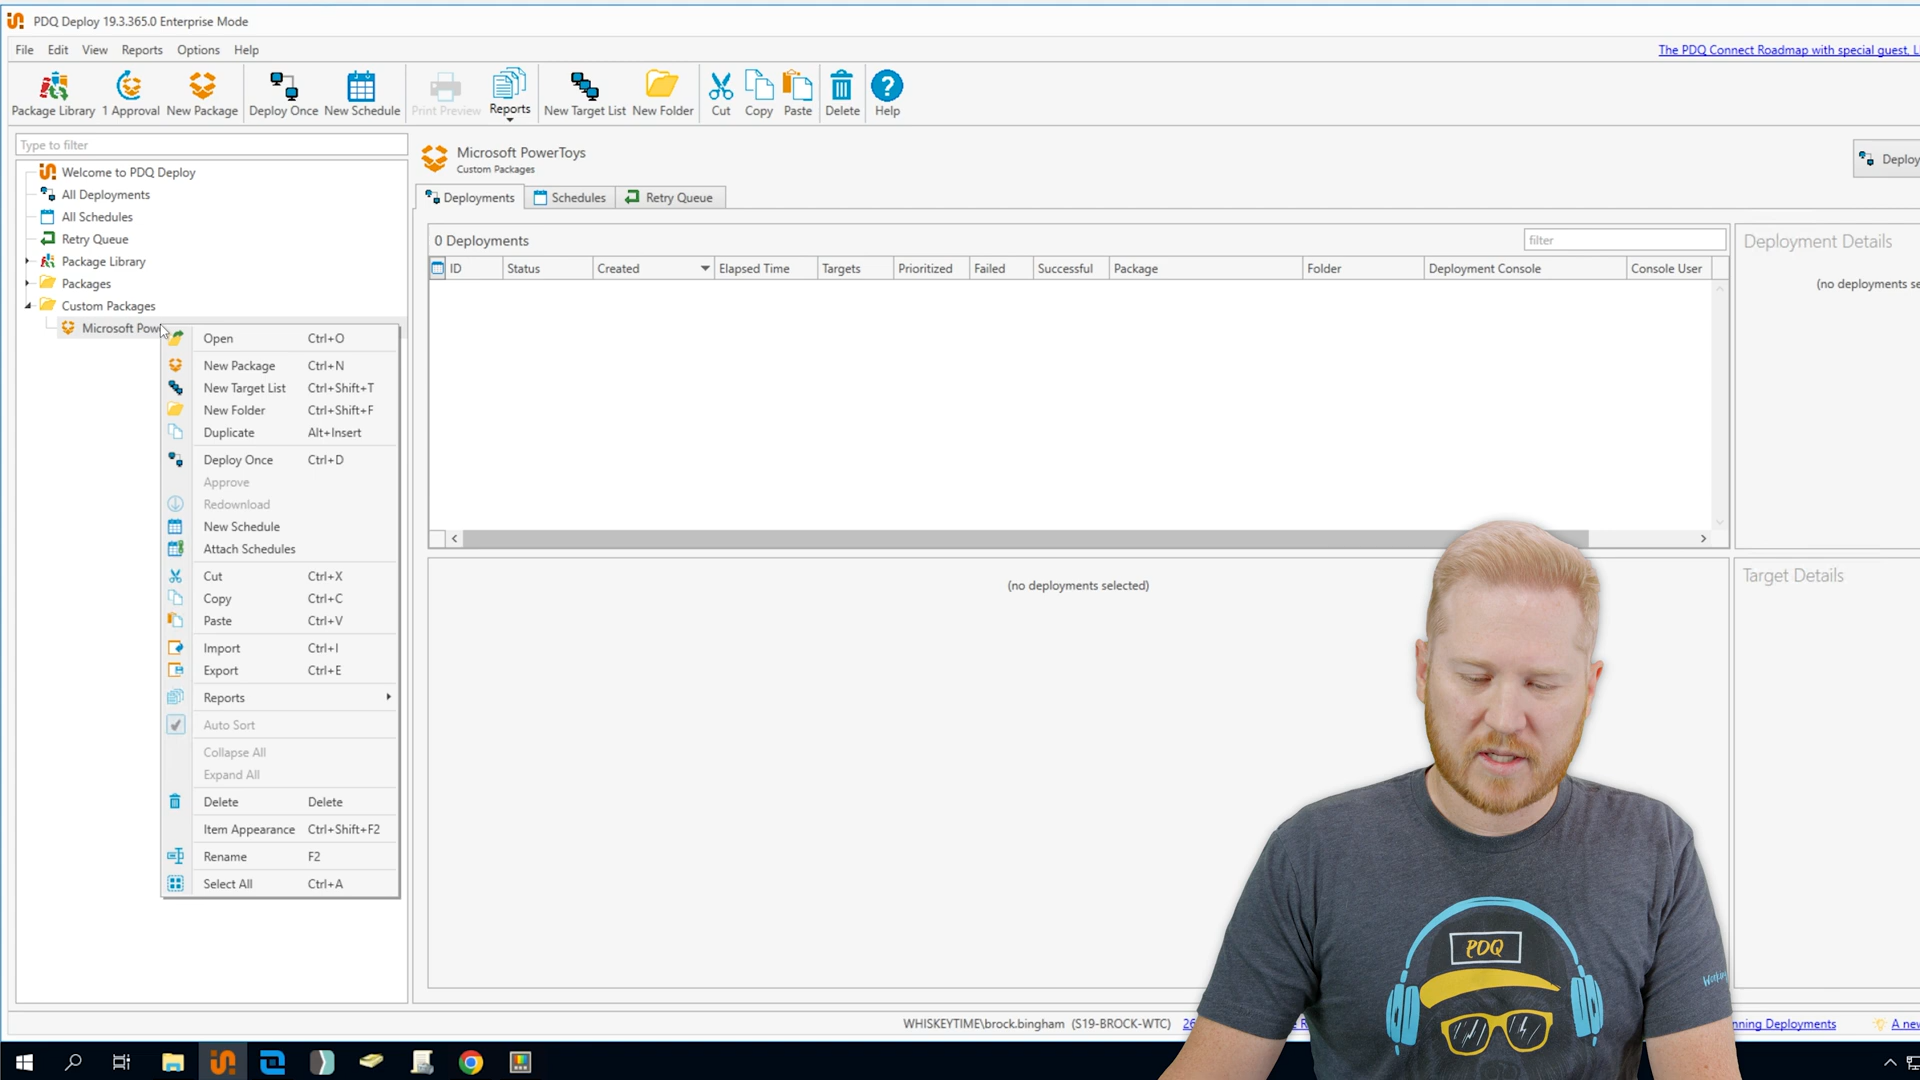 PDQ Deploy 19.3.365.0 Enterprise Mode
File Edit View Reports Options Help
The PDQ Connect Roadmap with special guest, L
Package Library 1 Approval New Package Deploy Once New Schedule Print Preview Reports New Target List New Folder Cut Copy Paste Delete Help
Type to filter
Welcome to PDQ Deploy
All Deployments
All Schedules
Retry Queue
Package Library
Packages
Custom Packages
Microsoft Pow
Open Ctrl+O
New Package Ctrl+N
New Target List Ctrl+Shift+T
New Folder Ctrl+Shift+F
Duplicate Alt+Insert
Deploy Once Ctrl+D
Approve
Redownload
New Schedule
Attach Schedules
Cut Ctrl+X
Copy Ctrl+C
Paste Ctrl+V
Import Ctrl+I
Export Ctrl+E
Reports
Auto Sort
Collapse All
Expand All
Delete Delete
Item Appearance Ctrl+Shift+F2
Rename F2
Select All Ctrl+A
Microsoft PowerToys
Custom Packages
Deploy
Deployments Schedules Retry Queue
0 Deployments
filter
ID Status Created Elapsed Time Targets Prioritized Failed Successful Package Folder Deployment Console Console User
(no deployments selected)
Deployment Details
(no deployments se
Target Details
PDQ
WHISKEYTIME\brock.bingham (S19-BROCK-WTC) 26
nning Deployments
A new